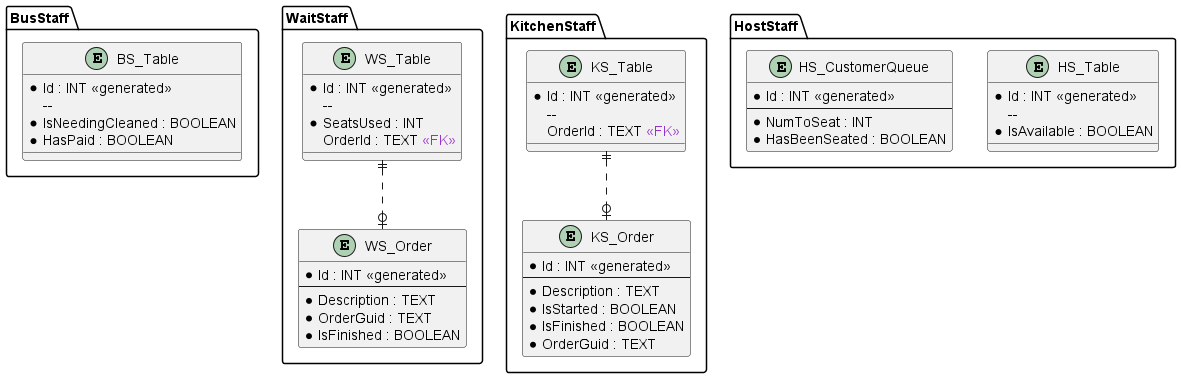 BusStaff
E BS_Table
Id : INT «generated»
--
IsNeedingCleaned : BOOLEAN
HasPaid : BOOLEAN
WaitStaff
E WS_Table
Id : INT «generated»
--
SeatsUsed : INT
OrderId : TEXT «FK»
E WS_Order
Id : INT «generated»
Description : TEXT
OrderGuid : TEXT
IsFinished : BOOLEAN
KitchenStaff
E KS_Table
Id : INT «generated»
--
OrderId : TEXT «FK»
E KS_Order
Id : INT «generated»
Description : TEXT
IsStarted : BOOLEAN
IsFinished : BOOLEAN
OrderGuid : TEXT
HostStaff
E HS_CustomerQueue
Id : INT «generated»
NumToSeat : INT
HasBeenSeated : BOOLEAN
E HS_Table
Id : INT «generated»
--
IsAvailable : BOOLEAN